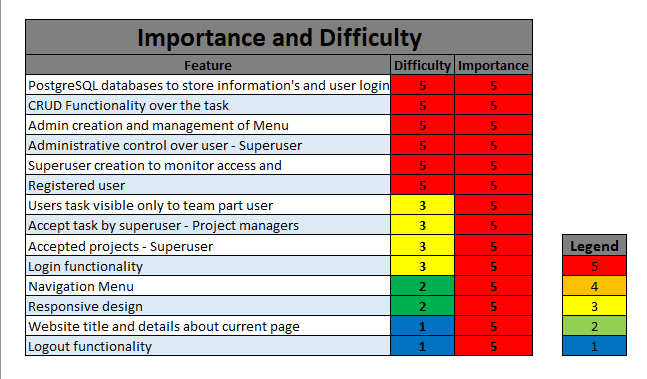 Importance and Difficulty
Feature Difficulty Importance
PostgreSQL databases to store information's and user login 5 5
CRUD Functionality over the task 5 5
Admin creation and management of Menu 5 5
Administrative control over user - Superuser 5 5
Superuser creation to monitor access and 5 5
Registered user 5 5
Users task visible only to team part user 3 5
Accept task by superuser - Project managers 3 5
Accepted projects - Superuser 3 5
Login functionality 3 5
Navigation Menu 2 5
Responsive design 2 5
Website title and details about current page 1 5
Logout functionality 1 5
Legend
5
4
3
2
1